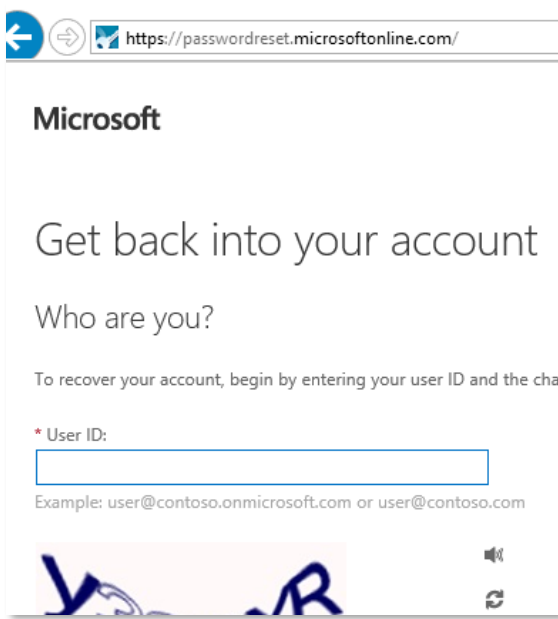 https://passwordreset.microsoftonline.com/
Microsoft
Get back into your account
Who are you?
To recover your account, begin by entering your user ID and the cha
* User ID:
Example: user@contoso.onmicrosoft.com or user@contoso.com